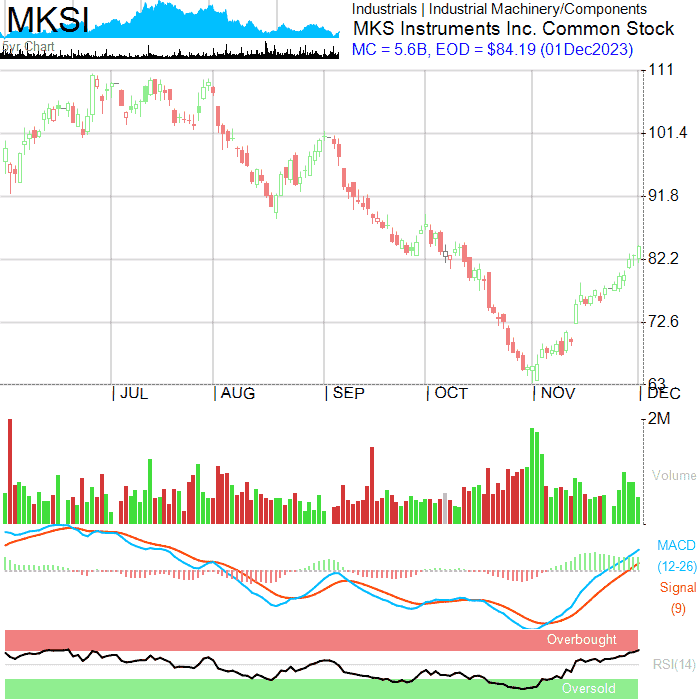 MKSI
5yr Chart
Industrials | Industrial Machinery/Components
MKS Instruments Inc. Common Stock
MC = 5.6B, EOD = $84.19 (01Dec2023)
111
101.4
91.8
82.2
72.6
63
JUL AUG SEP OCT NOV DEC
2M
Volume
MACD
(12-26)
Signal
(9)
Overbought
RSI(14)
Oversold